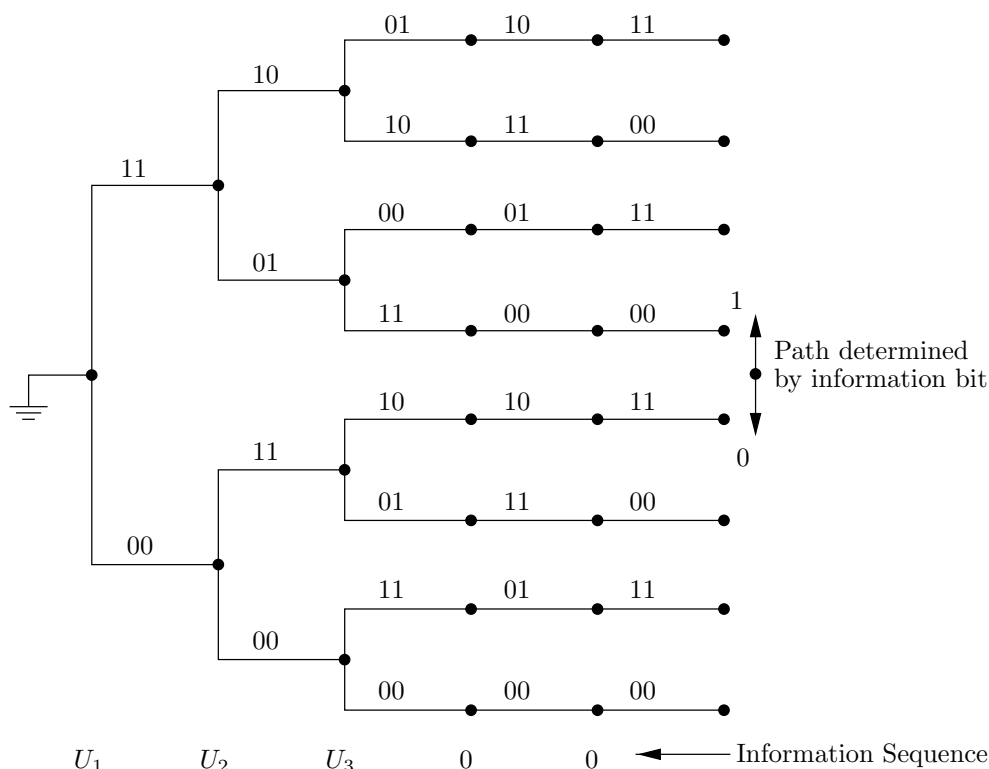 01 10 11
10
10 11 00
11
00 01 11
01
1
11 00 00
Path determined
by information bit
10 10 11
0
11
01 11 00
00
11 01 11
00
00 00 00
U1 U2 U3 0 0 Information Sequence